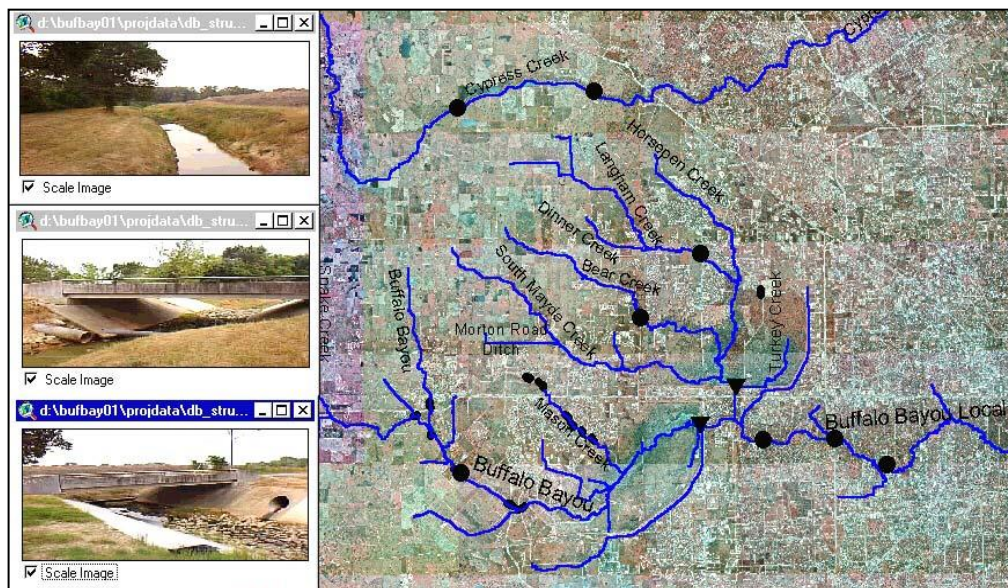 d:\bufbay01\projdata\db_stru...
Scale Image
d:\bufbay01\projdata\db_stru...
Scale Image
d:\bufbay01\projdata\db_stru...
Scale Image
Cypress Creek
Cypr
Horsepen Creek
Langham Creek
Dinner Creek
Bear Creek
South Mayde Creek
Snake Creek
Buffalo Bayou
Morton Road
Ditch
Turkey Creek
Mason Creek
Buffalo Bayou Local
Buffalo Bayou